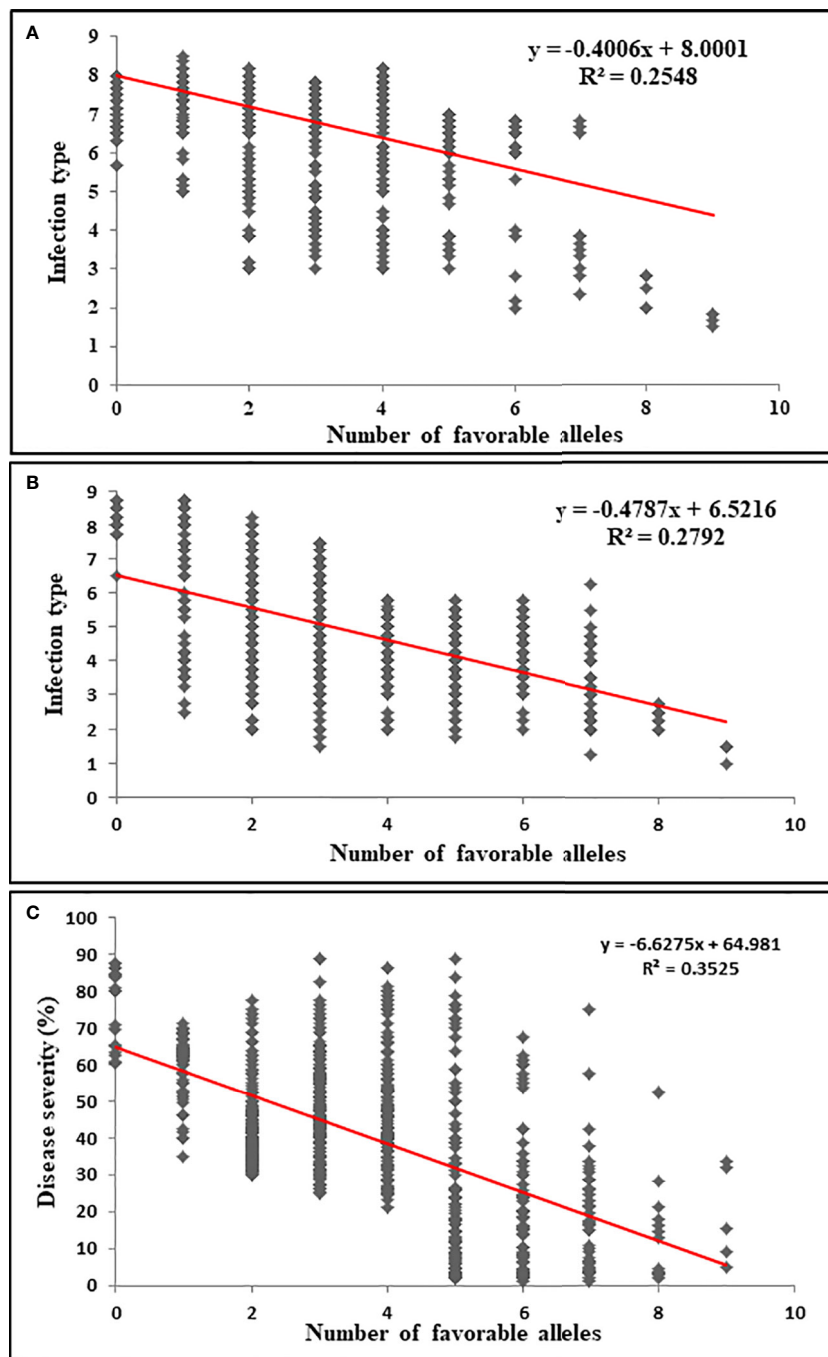 A
y = -0.4006x + 8.0001
R² = 0.2548
9
8
7
6
5
4
3
2
1
0
Infection type
0 2 4 6 8 10
Number of favorable alleles
B
y = -0.4787x + 6.5216
R² = 0.2792
9
8
7
6
5
4
3
2
1
0
Infection type
0 2 4 6 8 10
Number of favorable alleles
C
y = -6.6275x + 64.981
R² = 0.3525
100
90
80
70
60
50
40
30
20
10
0
Disease severity (%)
0 2 4 6 8 10
Number of favorable alleles